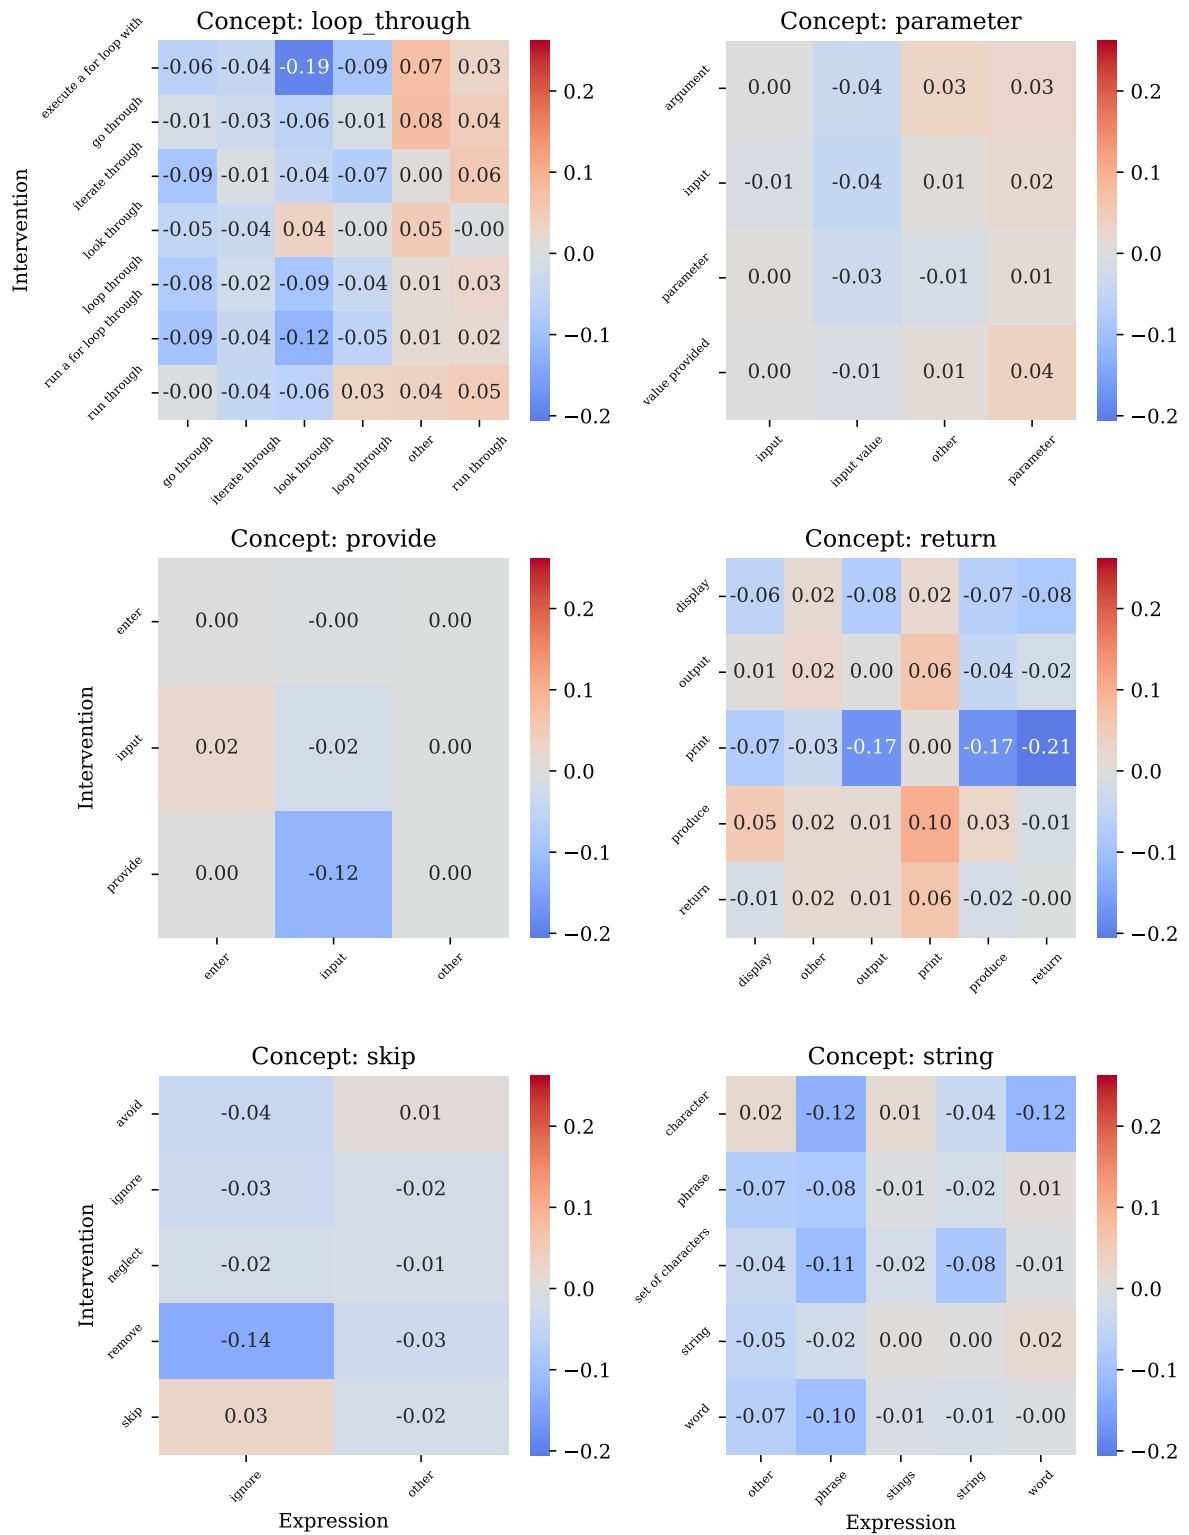 Concept: loop_through
Intervention
execute a for loop with
-0.06 -0.04 -0.19 -0.09 0.07 0.03
go through
-0.01 -0.03 -0.06 -0.01 0.08 0.04
iterate through
-0.09 -0.01 -0.04 -0.07 0.00 0.06
look through
-0.05 -0.04 0.04 -0.00 0.05 -0.00
loop through
-0.08 -0.02 -0.09 -0.04 0.01 0.03
run a for loop through
-0.09 -0.04 -0.12 -0.05 0.01 0.02
run through
-0.00 -0.04 -0.06 0.03 0.04 0.05
go through iterate through look through loop through other run through
0.2
0.1
0.0
−0.1
−0.2
Concept: parameter
argument
0.00 -0.04 0.03 0.03
input
-0.01 -0.04 0.01 0.02
parameter
0.00 -0.03 -0.01 0.01
value provided
0.00 -0.01 0.01 0.04
input input value other parameter
0.2
0.1
0.0
−0.1
−0.2
Concept: provide
Intervention
enter
0.00 -0.00 0.00
input
0.02 -0.02 0.00
provide
0.00 -0.12 0.00
enter input other
0.2
0.1
0.0
−0.1
−0.2
Concept: return
display
-0.06 0.02 -0.08 0.02 -0.07 -0.08
output
0.01 0.02 0.00 0.06 -0.04 -0.02
print
-0.07 -0.03 -0.17 0.00 -0.17 -0.21
produce
0.05 0.02 0.01 0.10 0.03 -0.01
return
-0.01 0.02 0.01 0.06 -0.02 -0.00
display other output print produce return
0.2
0.1
0.0
−0.1
−0.2
Concept: skip
Intervention
avoid
-0.04 0.01
ignore
-0.03 -0.02
neglect
-0.02 -0.01
remove
-0.14 -0.03
skip
0.03 -0.02
ignore other
Expression
0.2
0.1
0.0
−0.1
−0.2
Concept: string
character
0.02 -0.12 0.01 -0.04 -0.12
phrase
-0.07 -0.08 -0.01 -0.02 0.01
set of characters
-0.04 -0.11 -0.02 -0.08 -0.01
string
-0.05 -0.02 0.00 0.00 0.02
word
-0.07 -0.10 -0.01 -0.01 -0.00
other phrase stings string word
Expression
0.2
0.1
0.0
−0.1
−0.2